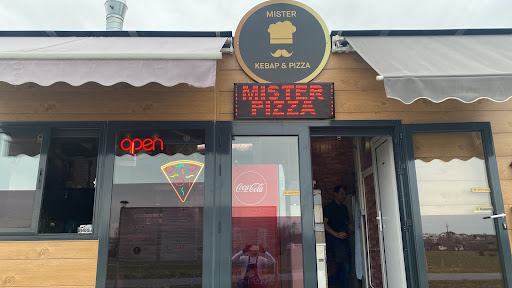 MISTER
KEBAP & PIZZA
MISTER
PIZZA
open
Coca-Cola